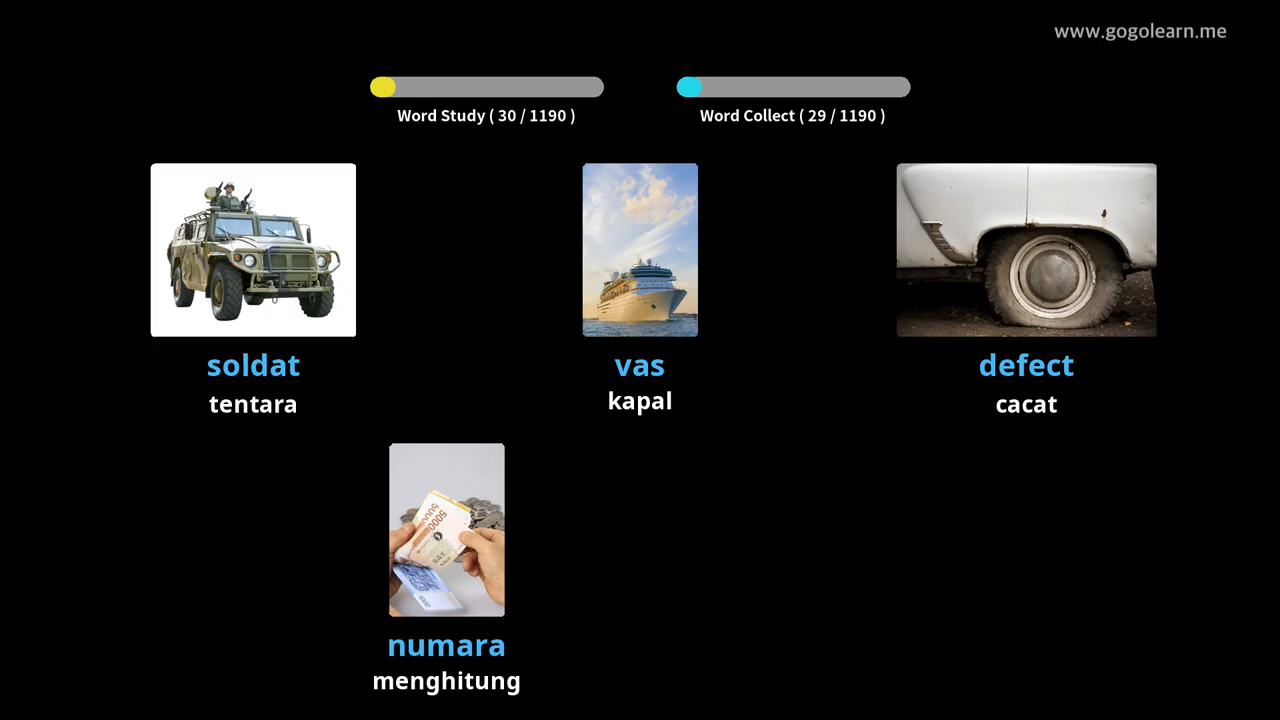 www.gogolearn.me
Word Study ( 30 / 1190 )
Word Collect ( 29 / 1190 )
soldat
tentara
vas
kapal
defect
cacat
5000
numara
menghitung